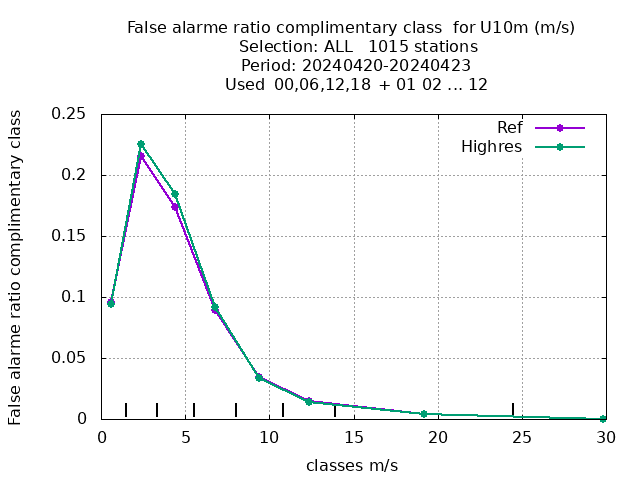 False alarme ratio complimentary class  for U10m (m/s)
Selection: ALL   1015 stations
Period: 20240420-20240423
Used  00,06,12,18 + 01 02 ... 12
False alarme ratio complimentary class
0.25
0.2
0.15
0.1
0.05
0
Ref
Highres
0 5 10 15 20 25 30
classes m/s